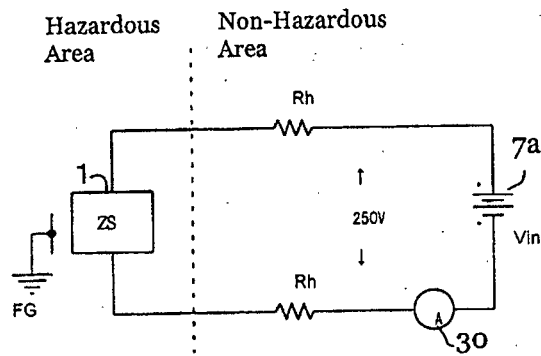 Hazardous
Area
Non-Hazardous
Area
Rh
7a
1
ZS
250V
Vin
FG
Rh
A
30